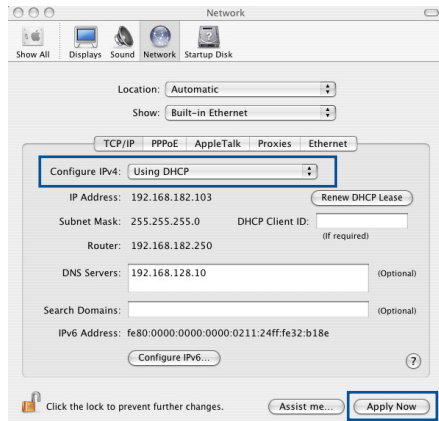 Network
Show All Displays Sound Network Startup Disk
Location: Automatic
Show: Built-in Ethernet
TCP/IP PPPoE AppleTalk Proxies Ethernet
Configure IPv4: Using DHCP
IP Address: 192.168.182.103 Renew DHCP Lease
Subnet Mask: 255.255.255.0 DHCP Client ID:
(If required)
Router: 192.168.182.250
DNS Servers: 192.168.128.10 (Optional)
Search Domains: (Optional)
IPv6 Address: fe80:0000:0000:0000:0211:24ff:fe32:b18e
Configure IPv6... ?
Click the lock to prevent further changes. Assist me... Apply Now